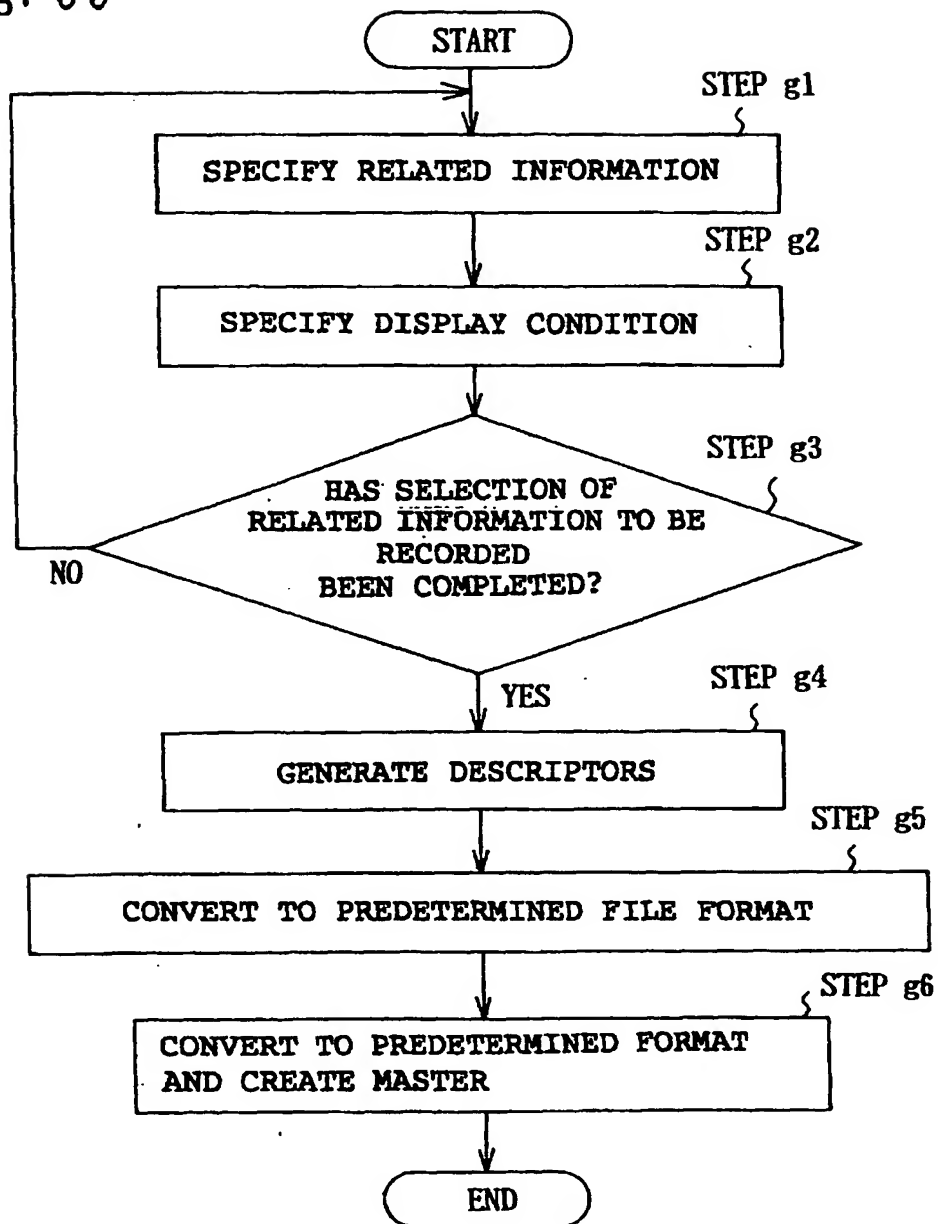 START
STEP g1
SPECIFY RELATED INFORMATION
STEP g2
SPECIFY DISPLAY CONDITION
STEP g3
HAS SELECTION OF
RELATED INFORMATION TO BE
RECORDED
BEEN COMPLETED?
NO
YES
STEP g4
GENERATE DESCRIPTORS
STEP g5
CONVERT TO PREDETERMINED FILE FORMAT
STEP g6
CONVERT TO PREDETERMINED FORMAT
AND CREATE MASTER
END